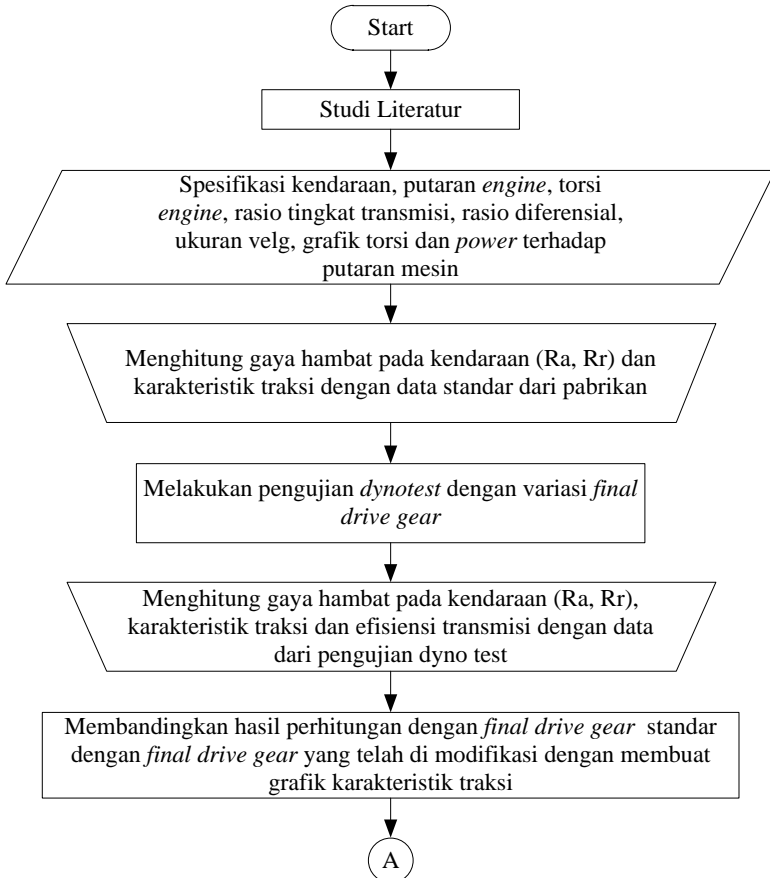 Start
Studi Literatur
Spesifikasi kendaraan, putaran engine, torsi
engine, rasio tingkat transmisi, rasio diferensial,
ukuran velg, grafik torsi dan power terhadap
putaran mesin
Menghitung gaya hambat pada kendaraan (Ra, Rr) dan
karakteristik traksi dengan data standar dari pabrikan
Melakukan pengujian dynotest dengan variasi final
drive gear
Menghitung gaya hambat pada kendaraan (Ra, Rr),
karakteristik traksi dan efisiensi transmisi dengan data
dari pengujian dyno test
Membandingkan hasil perhitungan dengan final drive gear standar
dengan final drive gear yang telah di modifikasi dengan membuat
grafik karakteristik traksi
A